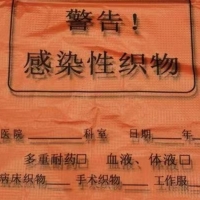 警告!
感染性织物
医院____科室____日期____年
多重耐药□ 血液、体液□
病床织物____手术织物____工作服